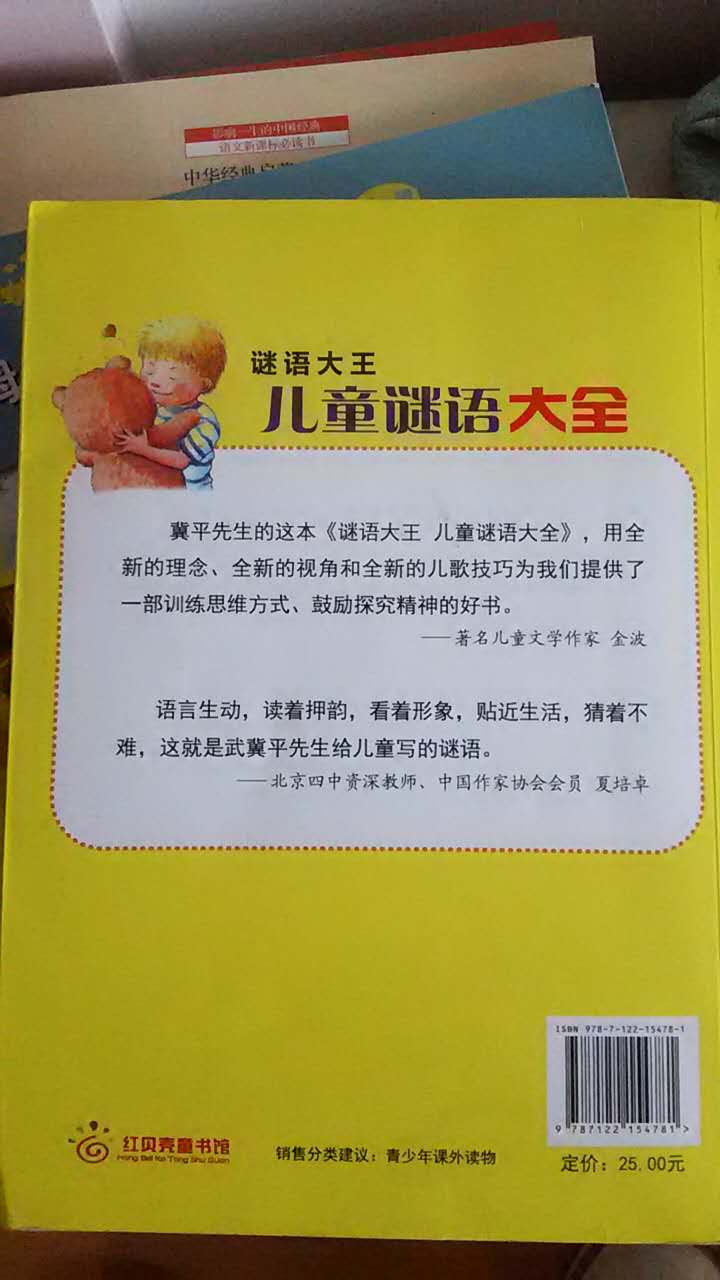 影响一生的中国经典
语文新课标必读书
中华经典启蒙
谜语大王
儿童谜语大全
冀平先生的这本《谜语大王 儿童谜语大全》，用全
新的理念、全新的视角和全新的儿歌技巧为我们提供了
一部训练思维方式、鼓励探究精神的好书。
——著名儿童文学作家 金波
语言生动，读着押韵，看着形象，贴近生活，猜着不
难，这就是武冀平先生给儿童写的谜语。
——北京四中资深教师、中国作家协会会员 夏培卓
ISBN 978-7-122-15478-1
9 787122 154781 >
红贝壳童书馆
Hong Bei Ke Tong Shu Guan
销售分类建议：青少年课外读物
定价：25.00元